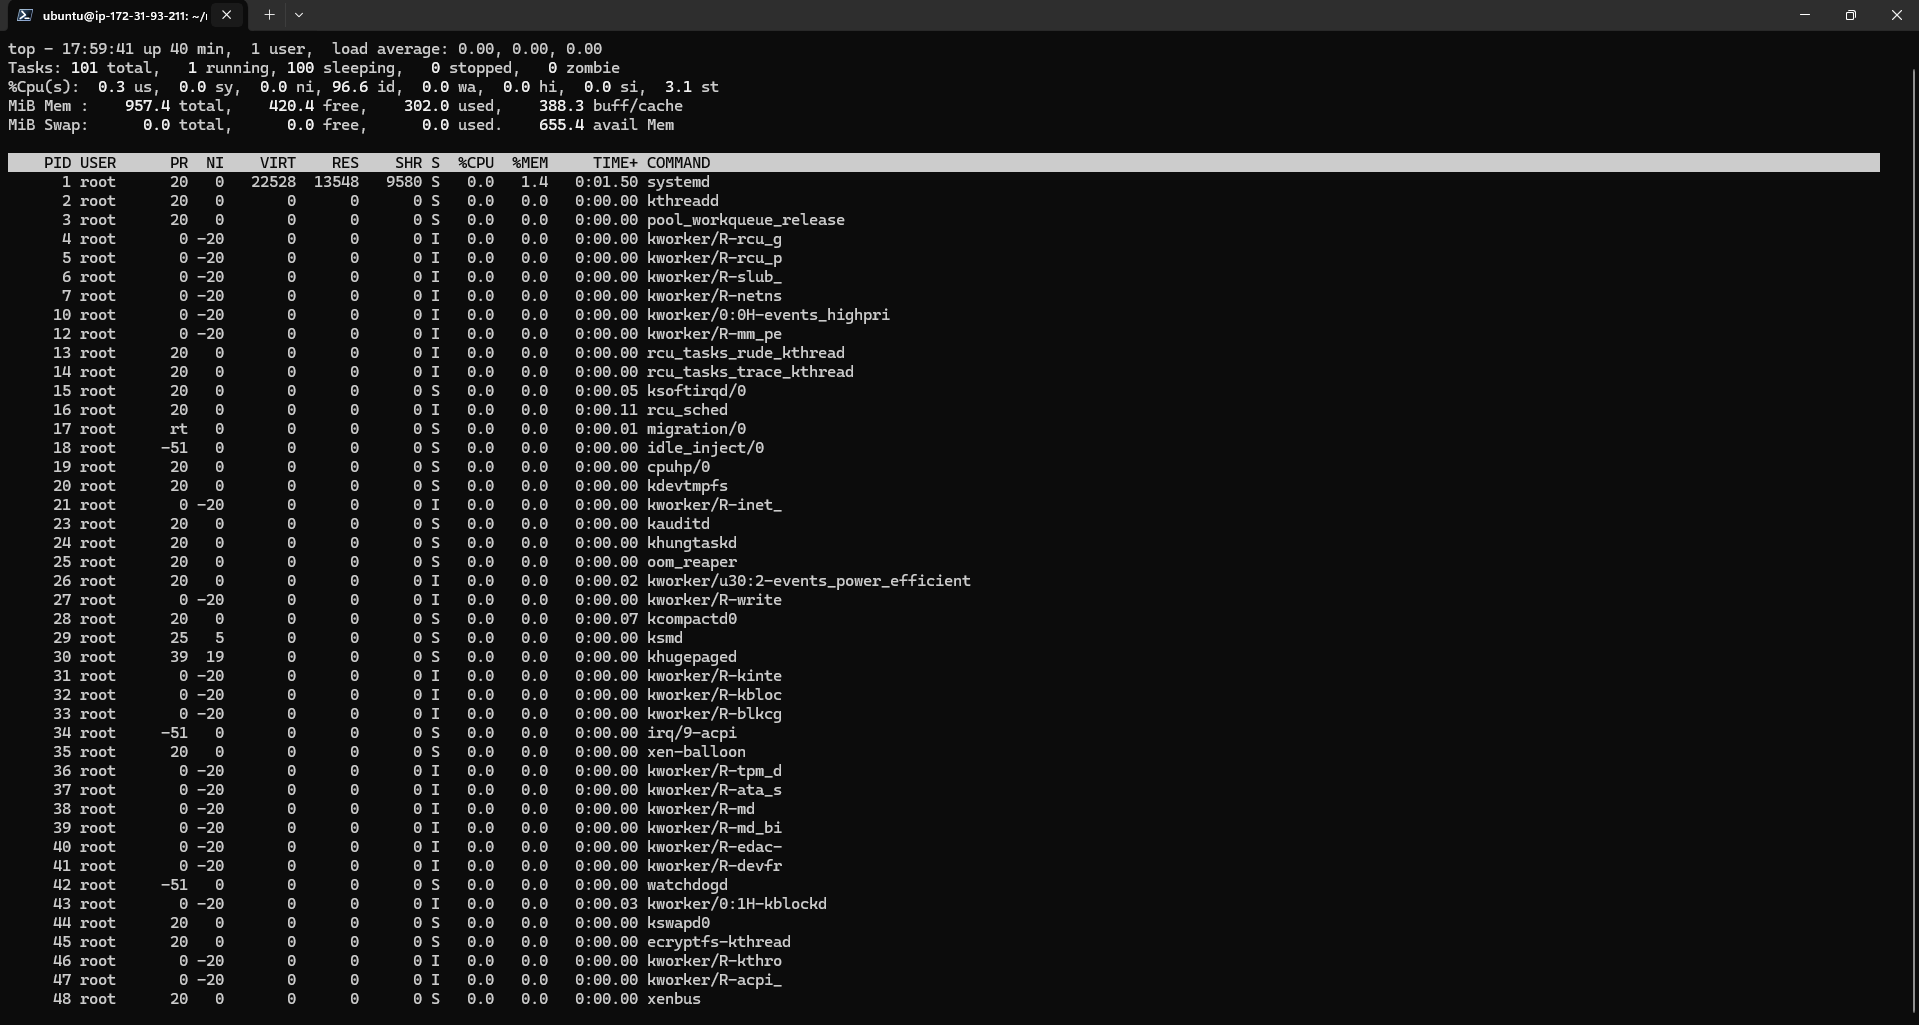 ubuntu@ip-172-31-93-211: ~/
top - 17:59:41 up 40 min,  1 user,  load average: 0.00, 0.00, 0.00
Tasks: 101 total,   1 running, 100 sleeping,   0 stopped,   0 zombie
%Cpu(s):  0.3 us,  0.0 sy,  0.0 ni, 96.6 id,  0.0 wa,  0.0 hi,  0.0 si,  3.1 st
MiB Mem :    957.4 total,    420.4 free,    302.0 used,    388.3 buff/cache
MiB Swap:      0.0 total,      0.0 free,      0.0 used.    655.4 avail Mem
PID USER      PR  NI    VIRT    RES    SHR S  %CPU  %MEM     TIME+ COMMAND
1 root      20   0   22528  13548   9580 S   0.0   1.4   0:01.50 systemd
2 root      20   0       0      0      0 S   0.0   0.0   0:00.00 kthreadd
3 root      20   0       0      0      0 S   0.0   0.0   0:00.00 pool_workqueue_release
4 root       0 -20       0      0      0 I   0.0   0.0   0:00.00 kworker/R-rcu_g
5 root       0 -20       0      0      0 I   0.0   0.0   0:00.00 kworker/R-rcu_p
6 root       0 -20       0      0      0 I   0.0   0.0   0:00.00 kworker/R-slub_
7 root       0 -20       0      0      0 I   0.0   0.0   0:00.00 kworker/R-netns
10 root       0 -20       0      0      0 I   0.0   0.0   0:00.00 kworker/0:0H-events_highpri
12 root       0 -20       0      0      0 I   0.0   0.0   0:00.00 kworker/R-mm_pe
13 root      20   0       0      0      0 I   0.0   0.0   0:00.00 rcu_tasks_rude_kthread
14 root      20   0       0      0      0 I   0.0   0.0   0:00.00 rcu_tasks_trace_kthread
15 root      20   0       0      0      0 S   0.0   0.0   0:00.05 ksoftirqd/0
16 root      20   0       0      0      0 I   0.0   0.0   0:00.11 rcu_sched
17 root      rt   0       0      0      0 S   0.0   0.0   0:00.01 migration/0
18 root     -51   0       0      0      0 S   0.0   0.0   0:00.00 idle_inject/0
19 root      20   0       0      0      0 S   0.0   0.0   0:00.00 cpuhp/0
20 root      20   0       0      0      0 S   0.0   0.0   0:00.00 kdevtmpfs
21 root       0 -20       0      0      0 I   0.0   0.0   0:00.00 kworker/R-inet_
23 root      20   0       0      0      0 S   0.0   0.0   0:00.00 kauditd
24 root      20   0       0      0      0 S   0.0   0.0   0:00.00 khungtaskd
25 root      20   0       0      0      0 S   0.0   0.0   0:00.00 oom_reaper
26 root      20   0       0      0      0 I   0.0   0.0   0:00.02 kworker/u30:2-events_power_efficient
27 root       0 -20       0      0      0 I   0.0   0.0   0:00.00 kworker/R-write
28 root      20   0       0      0      0 S   0.0   0.0   0:00.07 kcompactd0
29 root      25   5       0      0      0 S   0.0   0.0   0:00.00 ksmd
30 root      39  19       0      0      0 S   0.0   0.0   0:00.00 khugepaged
31 root       0 -20       0      0      0 I   0.0   0.0   0:00.00 kworker/R-kinte
32 root       0 -20       0      0      0 I   0.0   0.0   0:00.00 kworker/R-kbloc
33 root       0 -20       0      0      0 I   0.0   0.0   0:00.00 kworker/R-blkcg
34 root     -51   0       0      0      0 S   0.0   0.0   0:00.00 irq/9-acpi
35 root      20   0       0      0      0 S   0.0   0.0   0:00.00 xen-balloon
36 root       0 -20       0      0      0 I   0.0   0.0   0:00.00 kworker/R-tpm_d
37 root       0 -20       0      0      0 I   0.0   0.0   0:00.00 kworker/R-ata_s
38 root       0 -20       0      0      0 I   0.0   0.0   0:00.00 kworker/R-md
39 root       0 -20       0      0      0 I   0.0   0.0   0:00.00 kworker/R-md_bi
40 root       0 -20       0      0      0 I   0.0   0.0   0:00.00 kworker/R-edac-
41 root       0 -20       0      0      0 I   0.0   0.0   0:00.00 kworker/R-devfr
42 root     -51   0       0      0      0 S   0.0   0.0   0:00.00 watchdogd
43 root       0 -20       0      0      0 I   0.0   0.0   0:00.03 kworker/0:1H-kblockd
44 root      20   0       0      0      0 S   0.0   0.0   0:00.00 kswapd0
45 root      20   0       0      0      0 S   0.0   0.0   0:00.00 ecryptfs-kthread
46 root       0 -20       0      0      0 I   0.0   0.0   0:00.00 kworker/R-kthro
47 root       0 -20       0      0      0 I   0.0   0.0   0:00.00 kworker/R-acpi_
48 root      20   0       0      0      0 S   0.0   0.0   0:00.00 xenbus